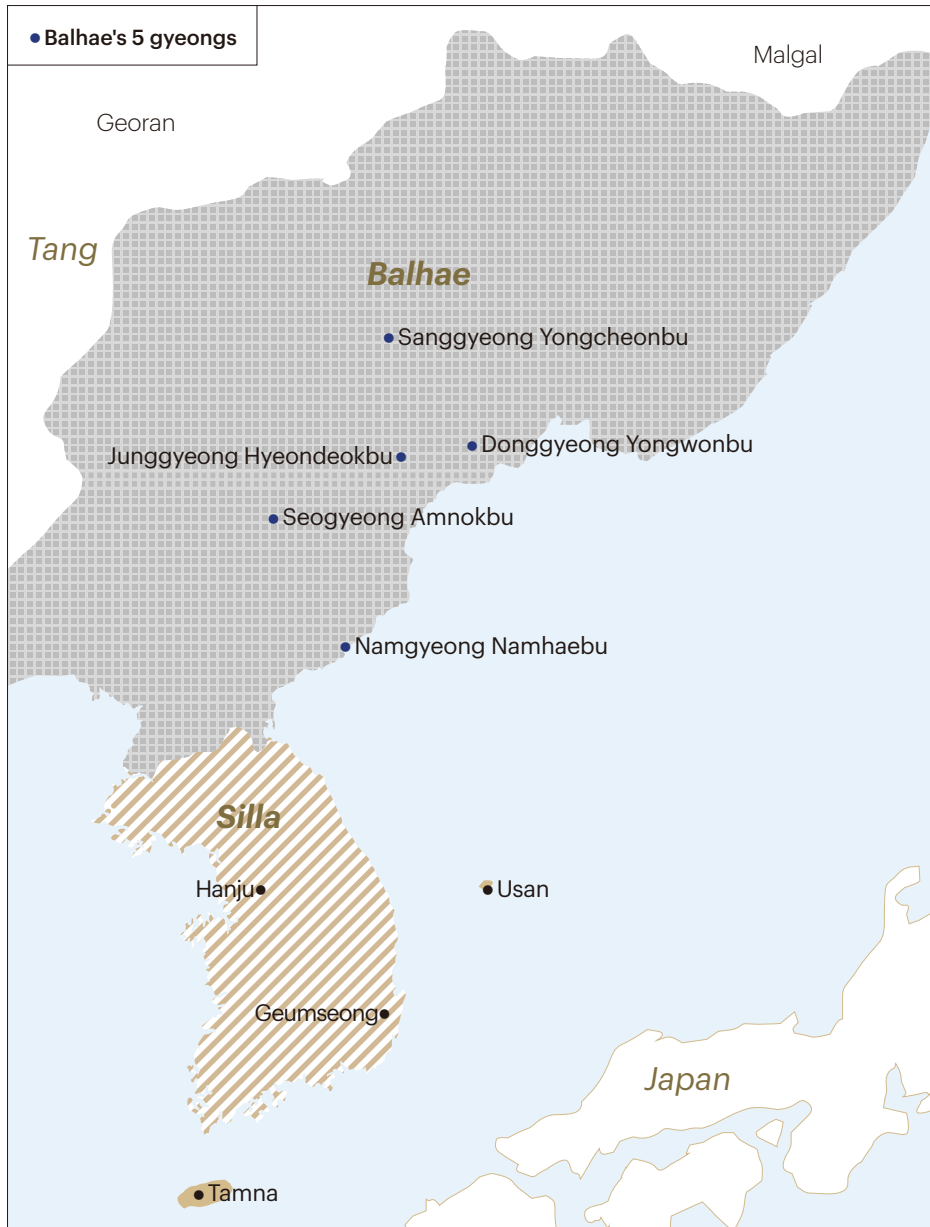 Balhae's 5 gyeongs
Malgal
Georan
Tang
Balhae
Sanggyeong Yongcheonbu
Donggyeong Yongwonbu
Junggyeong Hyeondeokbu
Seogyeong Amnokbu
Namgyeong Namhaebu
Silla
Hanju
Usan
Geumseong
Japan
Tamna